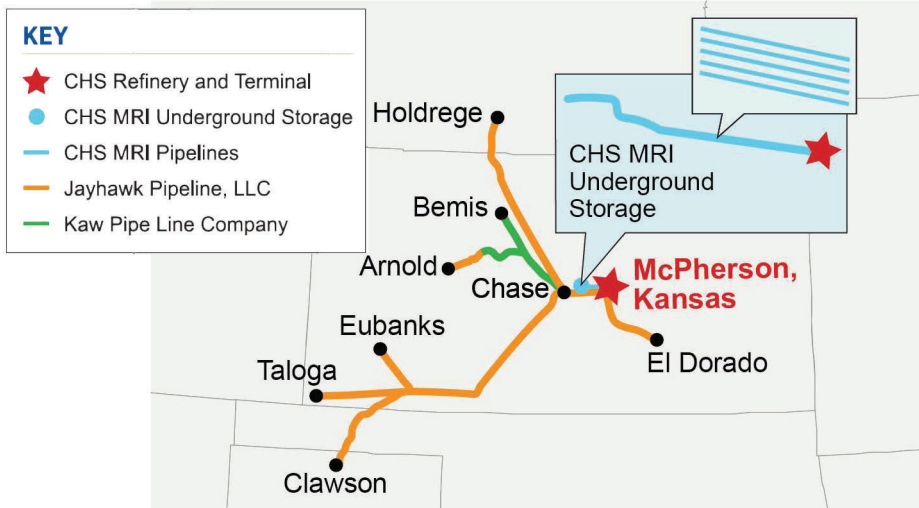 KEY
CHS Refinery and Terminal
CHS MRI Underground Storage
CHS MRI Pipelines
Jayhawk Pipeline, LLC
Kaw Pipe Line Company
Holdrege
CHS MRI
Underground
Storage
Bemis
Arnold
Chase
McPherson,
Kansas
Eubanks
El Dorado
Taloga
Clawson